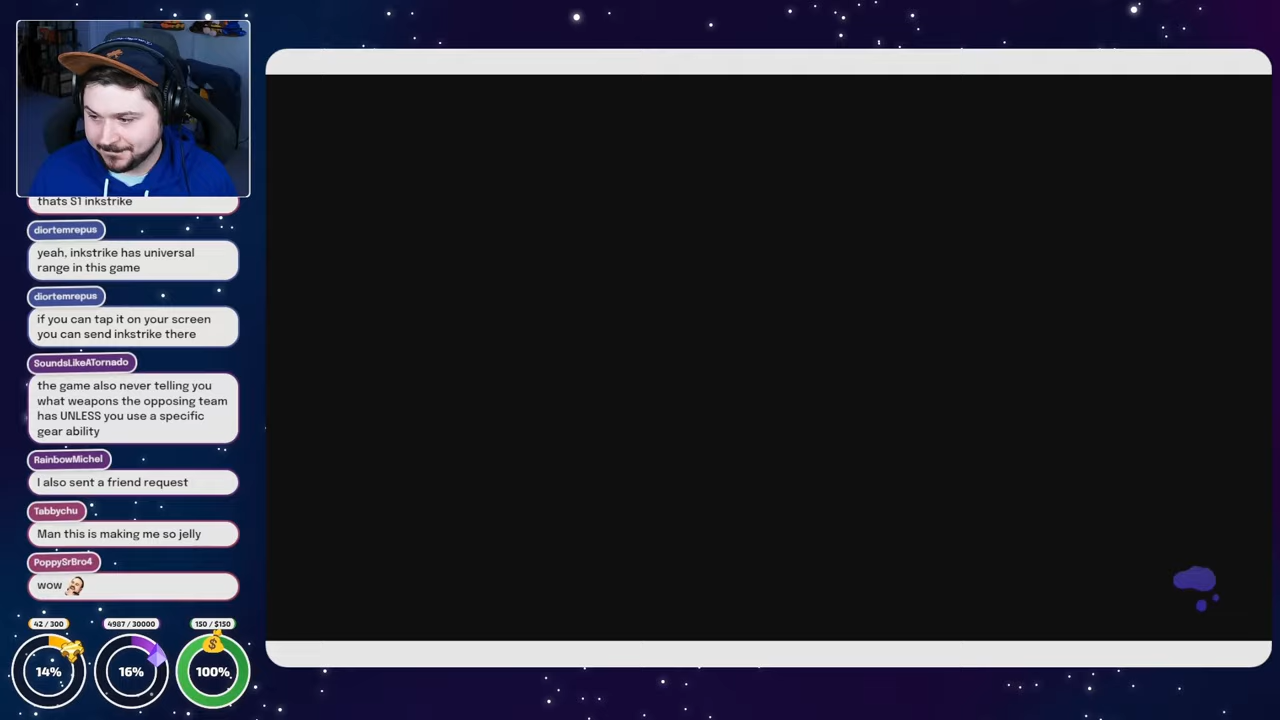 thats S1 inkstrike
diortemrepus
yeah, inkstrike has universal
range in this game
diortemrepus
if you can tap it on your screen
you can send inkstrike there
SoundsLikeATornado
the game also never telling you
what weapons the opposing team
has UNLESS you use a specific
gear ability
RainbowMichel
I also sent a friend request
Tabbychu
Man this is making me so jelly
PoppySrBro4
wow
42 / 300
4987 / 30000
150 / $150
14%
16%
100%